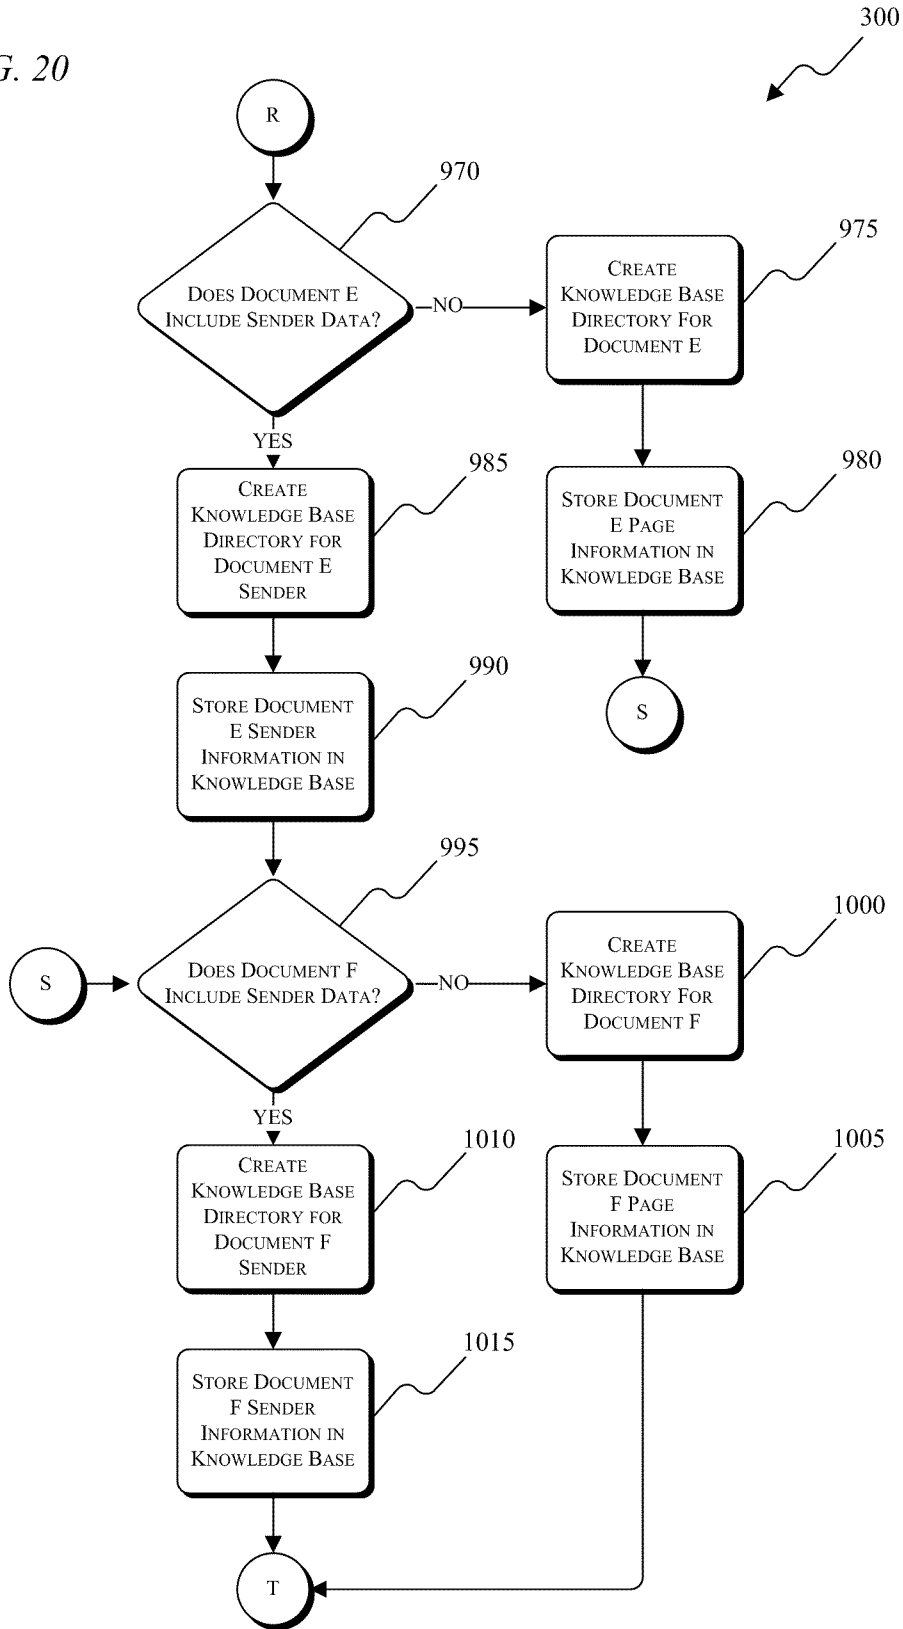 G. 20
300
R
970
DOES DOCUMENT E
INCLUDE SENDER DATA?
NO
975
CREATE
KNOWLEDGE BASE
DIRECTORY FOR
DOCUMENT E
YES
985
CREATE
KNOWLEDGE BASE
DIRECTORY FOR
DOCUMENT E
SENDER
980
STORE DOCUMENT
E PAGE
INFORMATION IN
KNOWLEDGE BASE
990
STORE DOCUMENT
E SENDER
INFORMATION IN
KNOWLEDGE BASE
S
995
S
DOES DOCUMENT F
INCLUDE SENDER DATA?
NO
1000
CREATE
KNOWLEDGE BASE
DIRECTORY FOR
DOCUMENT F
YES
1010
CREATE
KNOWLEDGE BASE
DIRECTORY FOR
DOCUMENT F
SENDER
1005
STORE DOCUMENT
F PAGE
INFORMATION IN
KNOWLEDGE BASE
1015
STORE DOCUMENT
F SENDER
INFORMATION IN
KNOWLEDGE BASE
T